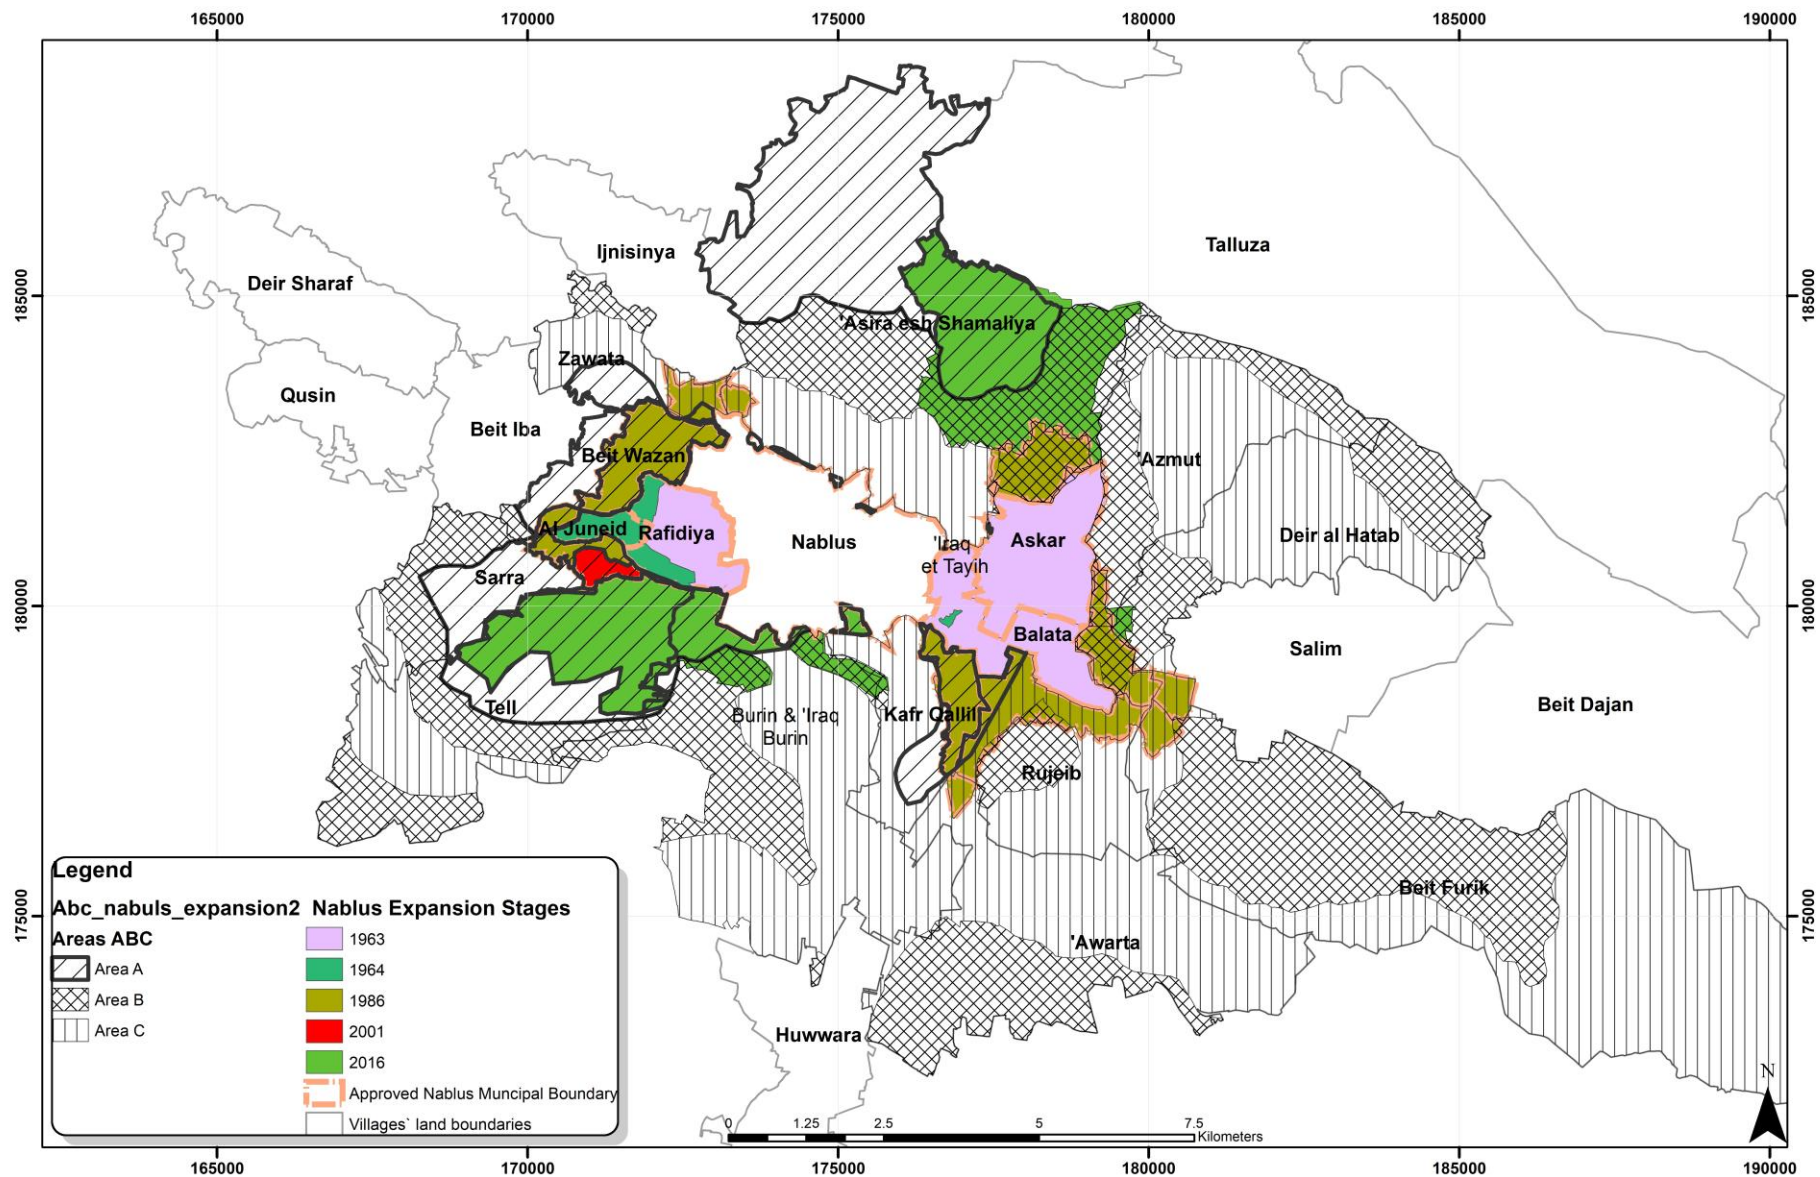 165000 170000 175000 180000 185000 190000
Talluza
Ijnisinya
Deir Sharaf
185000 185000
'Asira esh Shamaliya
Zawata
Qusin
Beit Iba
Beit Wazan
'Azmut
Al Juneid
Rafidiya
Nablus
'Iraq
et Tayih
Askar
Deir al Hatab
Sarra
180000 180000
Balata
Salim
Tell
Burin & 'Iraq
Burin
Kafr Qallil
Beit Dajan
Rujeib
Beit Furik
175000 175000
'Awarta
Huwwara
Legend
Abc_nabuls_expansion2 Nablus Expansion Stages
Areas ABC
1963
Area A
1964
Area B
1986
Area C
2001
2016
Approved Nablus Muncipal Boundary
Villages` land boundaries
N
0 1.25 2.5 5 7.5
Kilometers
165000 170000 175000 180000 185000 190000